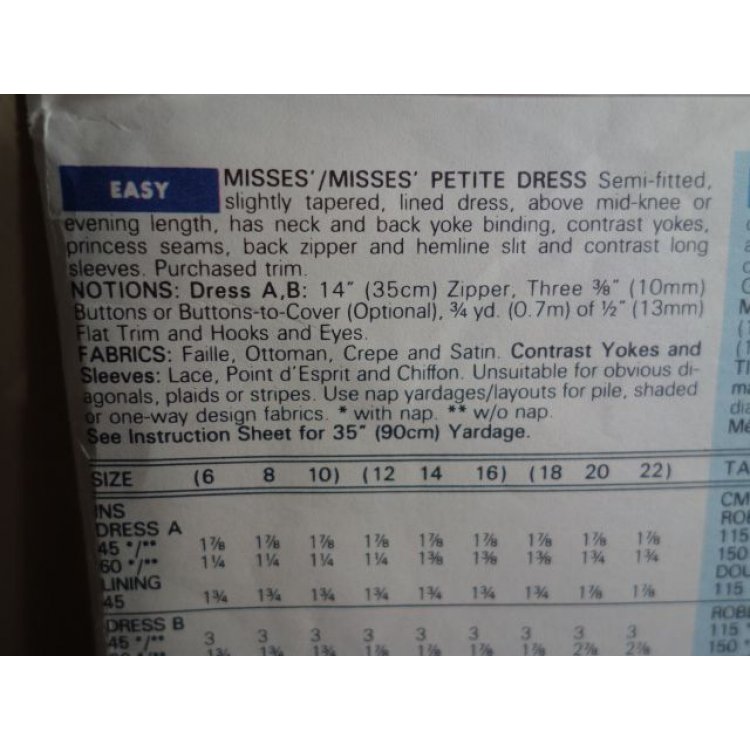 EASY MISSES'/MISSES' PETITE DRESS Semi-fitted,
slightly tapered, lined dress, above mid-knee or
evening length, has neck and back yoke binding, contrast yokes,
princess seams, back zipper and hemline slit and contrast long
sleeves. Purchased trim.
NOTIONS: Dress A,B: 14" (35cm) Zipper, Three ⅜" (10mm)
Buttons or Buttons-to-Cover (Optional), ¾ yd. (0.7m) of ½" (13mm)
Flat Trim and Hooks and Eyes.
FABRICS: Faille, Ottoman, Crepe and Satin. Contrast Yokes and
Sleeves: Lace, Point d'Esprit and Chiffon. Unsuitable for obvious di-
agonals, plaids or stripes. Use nap yardages/layouts for pile, shaded
or one-way design fabrics. * with nap. ** w/o nap.
See Instruction Sheet for 35" (90cm) Yardage.
SIZE (6 8 10) (12 14 16) (18 20 22) TA
INS CM
DRESS A ROB
45 */** 1⅞ 1⅞ 1⅞ 1⅞ 1⅞ 1⅞ 1⅞ 1⅞ 1⅞ 115
60 */** 1¼ 1¼ 1¼ 1¼ 1⅜ 1⅜ 1⅜ 1¾ 1¾ 150
LINING DOU
45 1¾ 1¾ 1¾ 1¾ 1¾ 1¾ 1¾ 1⅞ 1⅞ 115
DRESS B ROB
45 */** 3 3 3 3 3 3 3 3 3 115 *
150 *